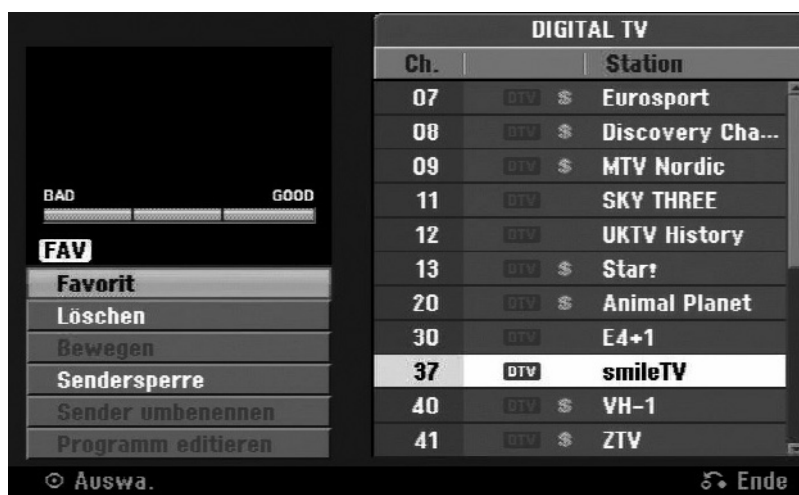 DIGITAL TV
Ch. Station
07 DTV $ Eurosport
08 DTV $ Discovery Cha...
09 DTV $ MTV Nordic
11 DTV SKY THREE
12 DTV UKTV History
13 DTV $ Star!
20 DTV $ Animal Planet
30 DTV E4+1
37 DTV smileTV
40 DTV $ VH-1
41 DTV $ ZTV
BAD GOOD
FAV
Favorit
Löschen
Bewegen
Sendersperre
Sender umbenennen
Programm editieren
Auswa.
Ende